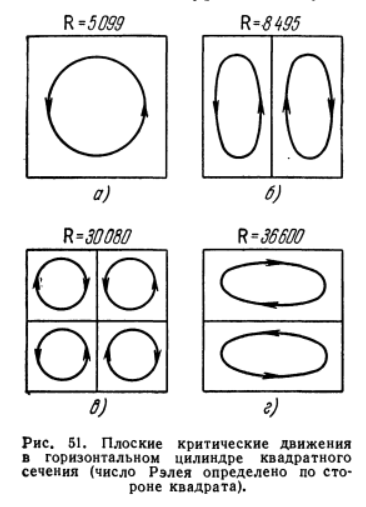 R=5099
R=8495
а)
б)
R=30080
R=36600
в)
г)
Рис. 51. Плоские критические движения
в горизонтальном цилиндре квадратного
сечения (число Рэлея определено по сто-
роне квадрата).